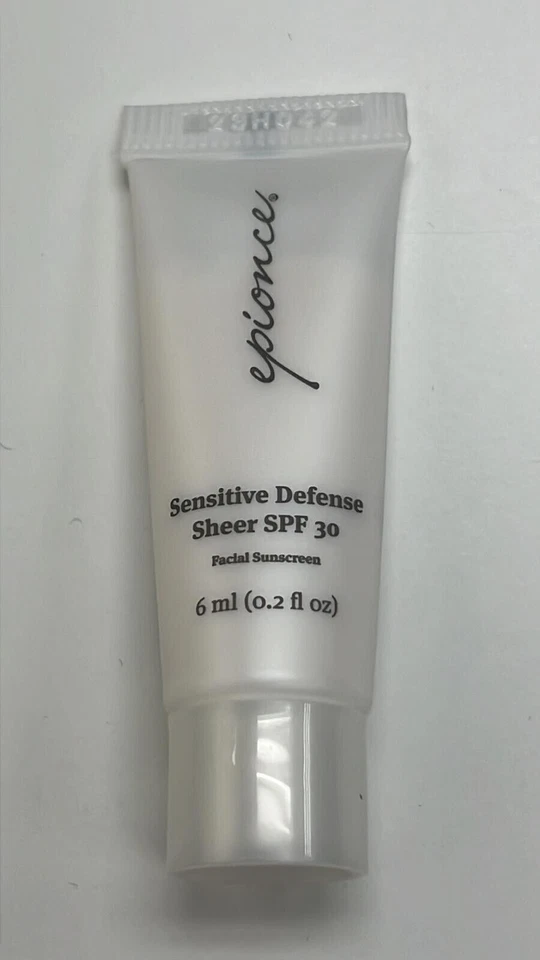 epionce®
Sensitive Defense
Sheer SPF 30
Facial Sunscreen
6 ml (0.2 fl oz)